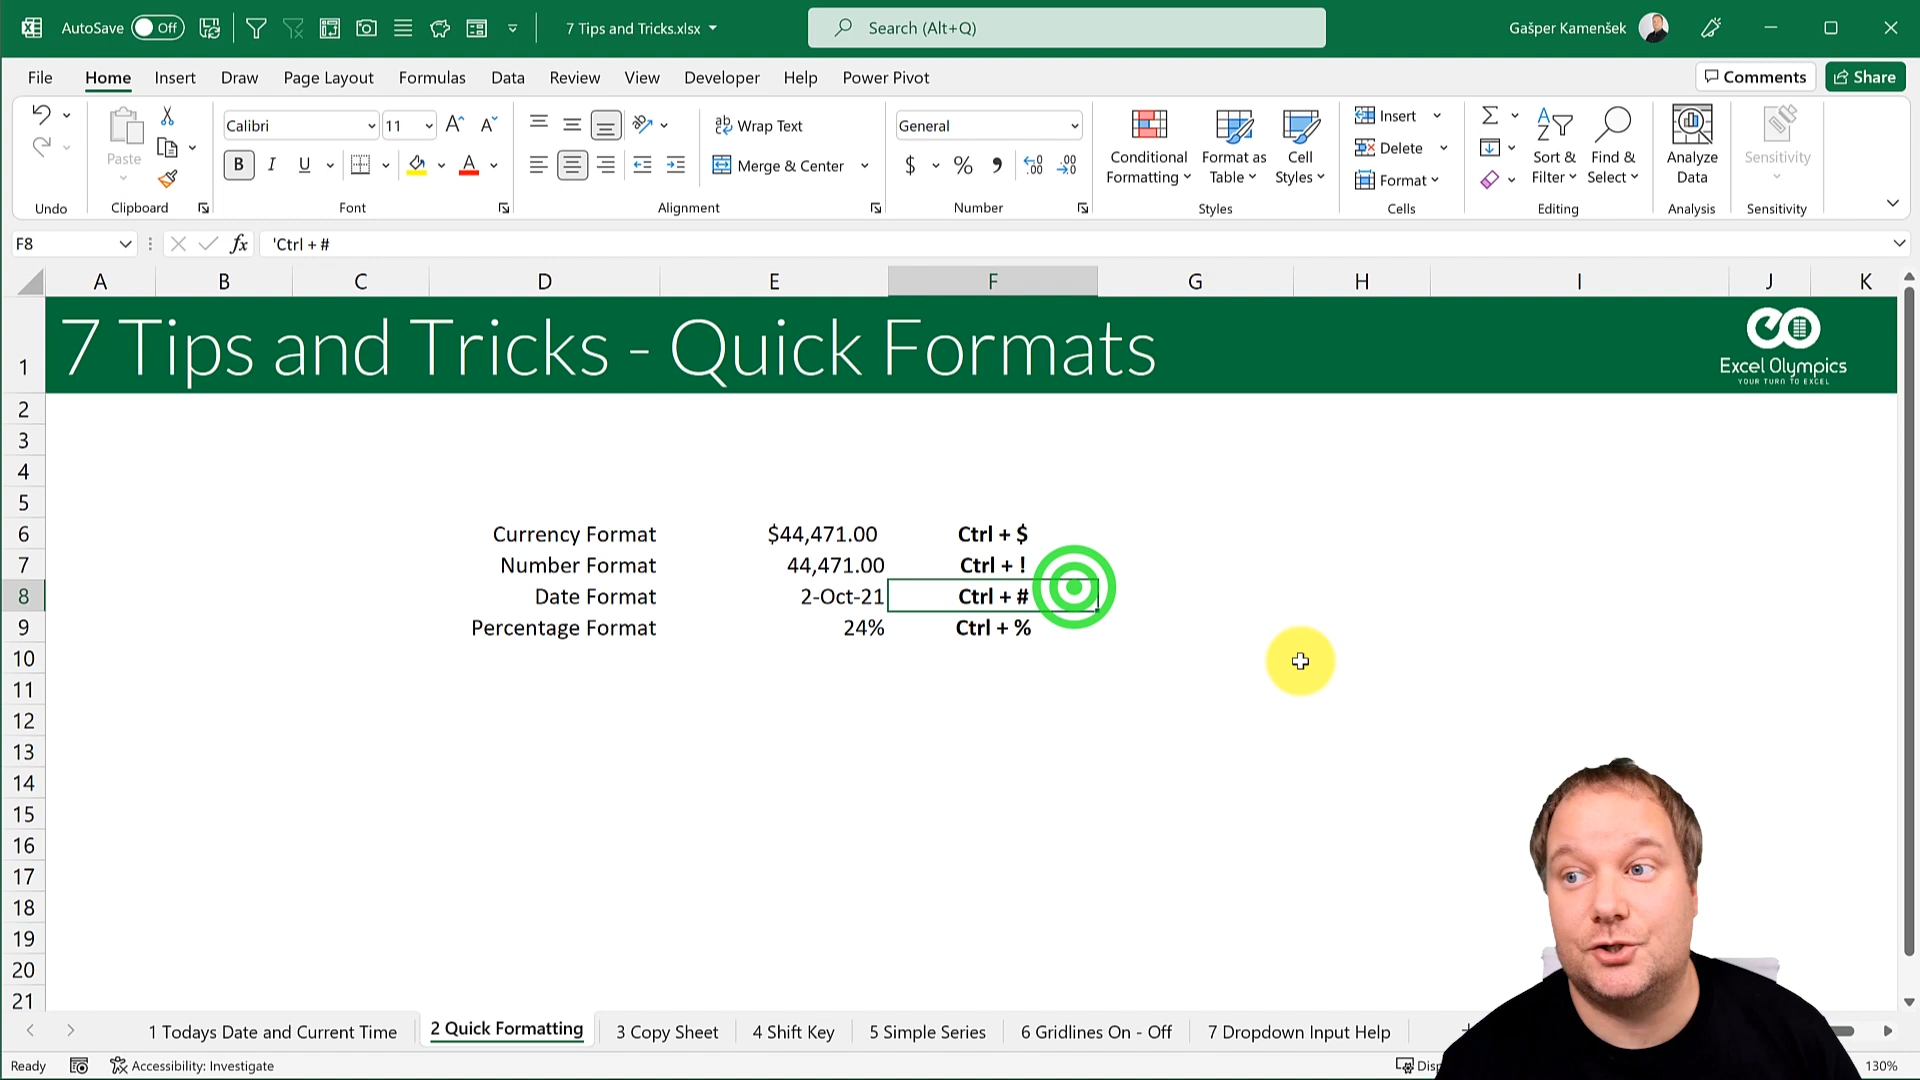 AutoSave Off 7 Tips and Tricks.xlsx Search (Alt+Q) Gašper Kamenšek
File Home Insert Draw Page Layout Formulas Data Review View Developer Help Power Pivot Comments Share
Calibri 11 Wrap Text General Insert
Paste B I U A Merge & Center $ % Conditional Formatting Format as Table Cell Styles Delete Format Sort & Filter Find & Select Analyze Data Sensitivity
Undo Clipboard Font Alignment Number Styles Cells Editing Analysis Sensitivity
F8 fx 'Ctrl + #
A B C D E F G H I J K
1 7 Tips and Tricks - Quick Formats
Excel Olympics
YOUR TURN TO EXCEL
2
3
4
5
6 Currency Format $44,471.00 Ctrl + $
7 Number Format 44,471.00 Ctrl + !
8 Date Format 2-Oct-21 Ctrl + #
9 Percentage Format 24% Ctrl + %
10
11
12
13
14
15
16
17
18
19
20
21
1 Todays Date and Current Time 2 Quick Formatting 3 Copy Sheet 4 Shift Key 5 Simple Series 6 Gridlines On - Off 7 Dropdown Input Help
Ready Accessibility: Investigate Disp 130%